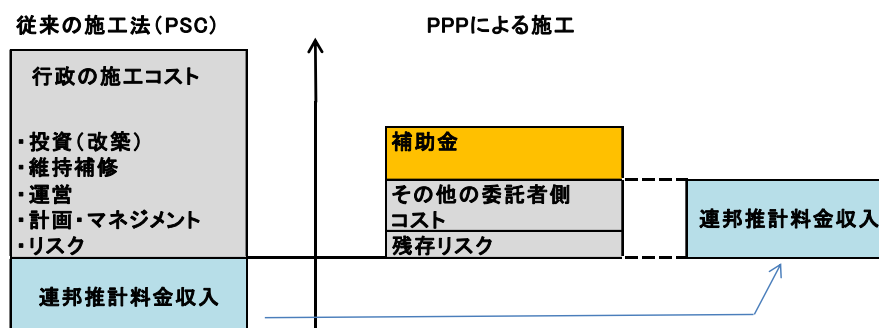 従来の施工法（PSC）
PPPによる施工
行政の施工コスト
・投資（改築）
・維持補修
・運営
・計画・マネジメント
・リスク
連邦推計料金収入
補助金
その他の委託者側
コスト
残存リスク
連邦推計料金収入